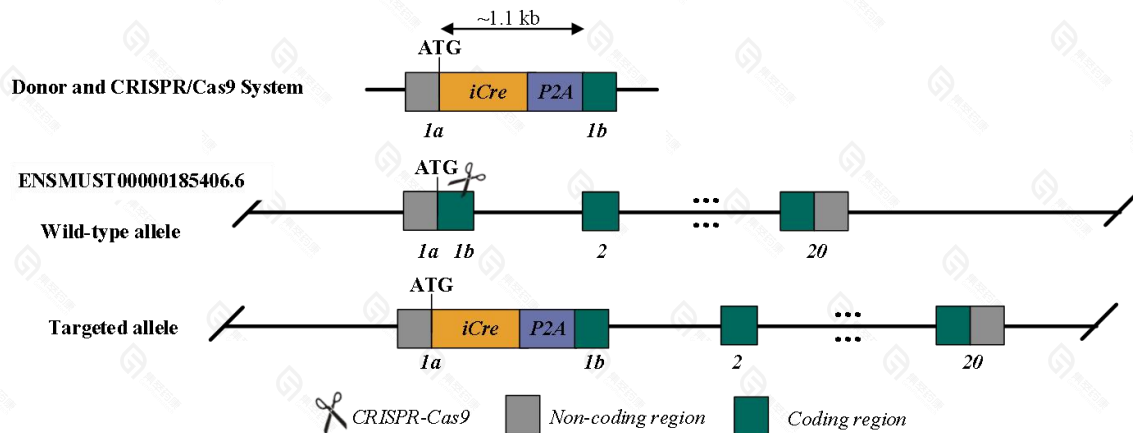 ~1.1 kb
ATG
Donor and CRISPR/Cas9 System
iCre P2A
1a 1b
ENSMUST00000185406.6
ATG
Wild-type allele
1a 1b 2 20
ATG
Targeted allele
iCre P2A
1a 1b 2 20
CRISPR-Cas9 Non-coding region Coding region